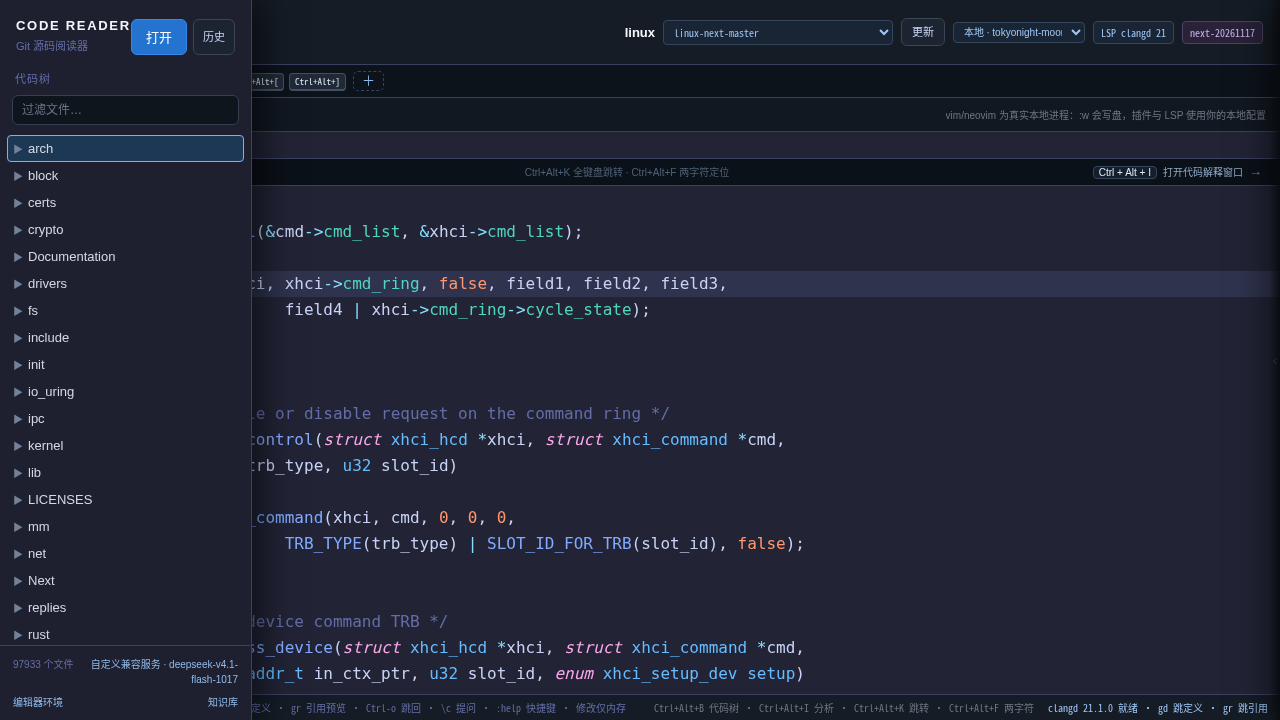 CODE READER
Git 源码阅读器
打开
历史
linux
linux-next-master
更新
本地 · tokyonight-moon
LSP clangd 21
next-20261117
代码树
过滤文件…
+Alt+[
Ctrl+Alt+]
+
vim/neovim 为真实本地进程：:w 会写盘，插件与 LSP 使用你的本地配置
Ctrl+Alt+K 全键盘跳转 · Ctrl+Alt+F 两字符定位
Ctrl + Alt + I 打开代码解释窗口 →
arch
block
certs
crypto
Documentation
drivers
fs
include
init
io_uring
ipc
kernel
lib
LICENSES
mm
net
Next
replies
rust
97933 个文件
自定义兼容服务 · deepseek-v4.1-
flash-1017
编辑器环境
知识库
(&cmd->cmd_list, &xhci->cmd_list);
ci, xhci->cmd_ring, false, field1, field2, field3,
field4 | xhci->cmd_ring->cycle_state);
le or disable request on the command ring */
control(struct xhci_hcd *xhci, struct xhci_command *cmd,
trb_type, u32 slot_id)
_command(xhci, cmd, 0, 0, 0,
TRB_TYPE(trb_type) | SLOT_ID_FOR_TRB(slot_id), false);
device command TRB */
ss_device(struct xhci_hcd *xhci, struct xhci_command *cmd,
addr_t in_ctx_ptr, u32 slot_id, enum xhci_setup_dev setup)
定义 · gr 引用预览 · Ctrl-o 跳回 · \c 提问 · :help 快捷键 · 修改仅内存
Ctrl+Alt+B 代码树 · Ctrl+Alt+I 分析 · Ctrl+Alt+K 跳转 · Ctrl+Alt+F 两字符
clangd 21.1.0 就绪 · gd 跳定义 · gr 跳引用